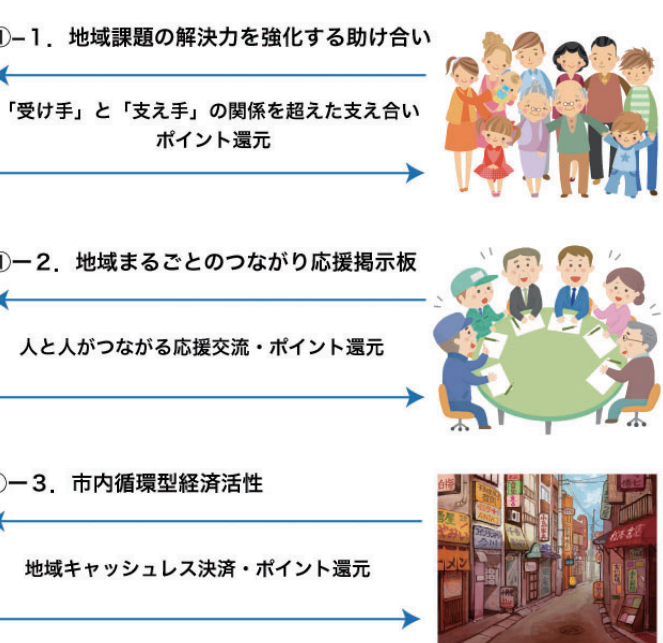 ①–1．地域課題の解決力を強化する助け合い
「受け手」と「支え手」の関係を超えた支え合い
ポイント還元
①ー2．地域まるごとのつながり応援掲示板
人と人がつながる応援交流・ポイント還元
ー3．市内循環型経済活性
地域キャッシュレス決済・ポイント還元